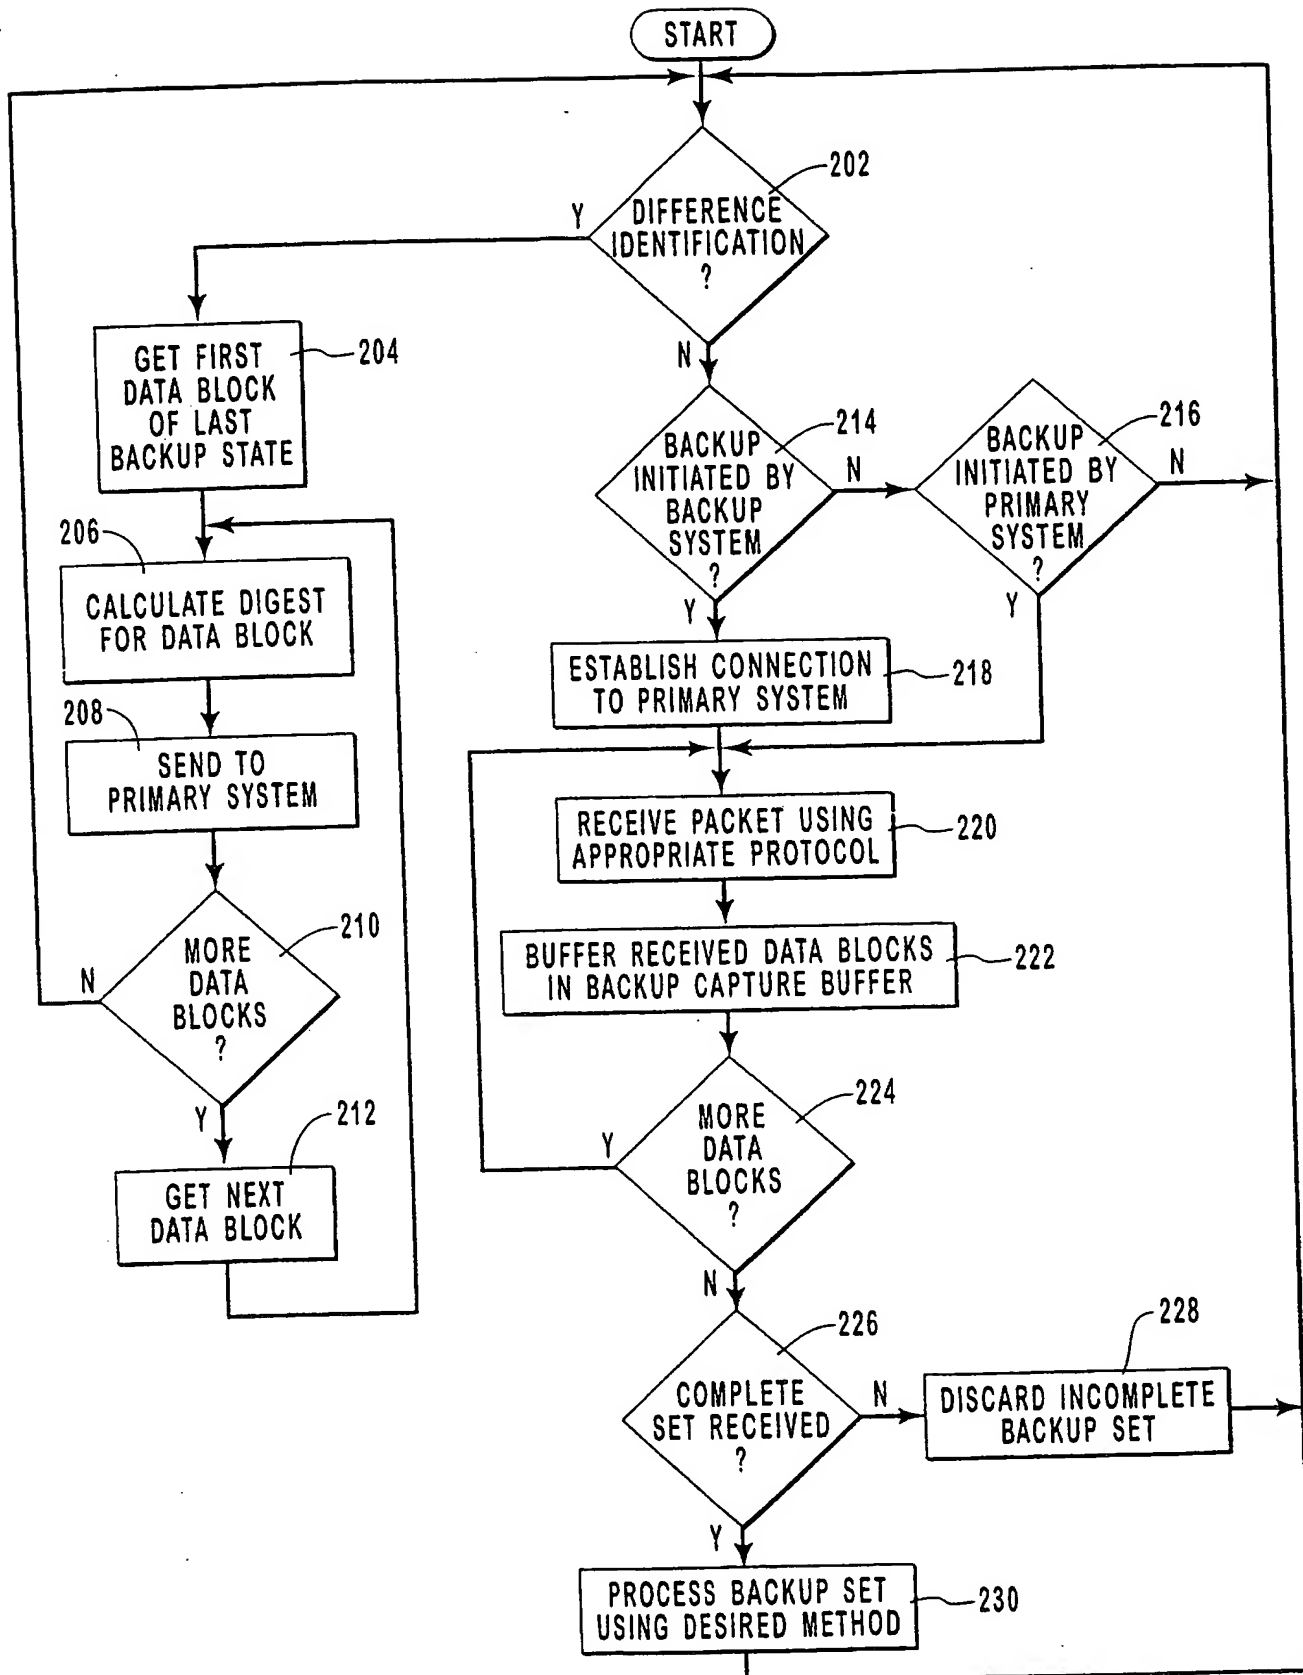 START
202
DIFFERENCE
IDENTIFICATION
?
Y
N
GET FIRST
DATA BLOCK
OF LAST
BACKUP STATE
204
206
CALCULATE DIGEST
FOR DATA BLOCK
208
SEND TO
PRIMARY SYSTEM
210
MORE
DATA
BLOCKS
?
N
Y
212
GET NEXT
DATA BLOCK
214
BACKUP
INITIATED BY
BACKUP
SYSTEM
?
N
Y
216
BACKUP
INITIATED BY
PRIMARY
SYSTEM
?
N
Y
ESTABLISH CONNECTION
TO PRIMARY SYSTEM
218
RECEIVE PACKET USING
APPROPRIATE PROTOCOL
220
BUFFER RECEIVED DATA BLOCKS
IN BACKUP CAPTURE BUFFER
222
224
MORE
DATA
BLOCKS
?
Y
N
226
COMPLETE
SET RECEIVED
?
N
Y
228
DISCARD INCOMPLETE
BACKUP SET
PROCESS BACKUP SET
USING DESIRED METHOD
230